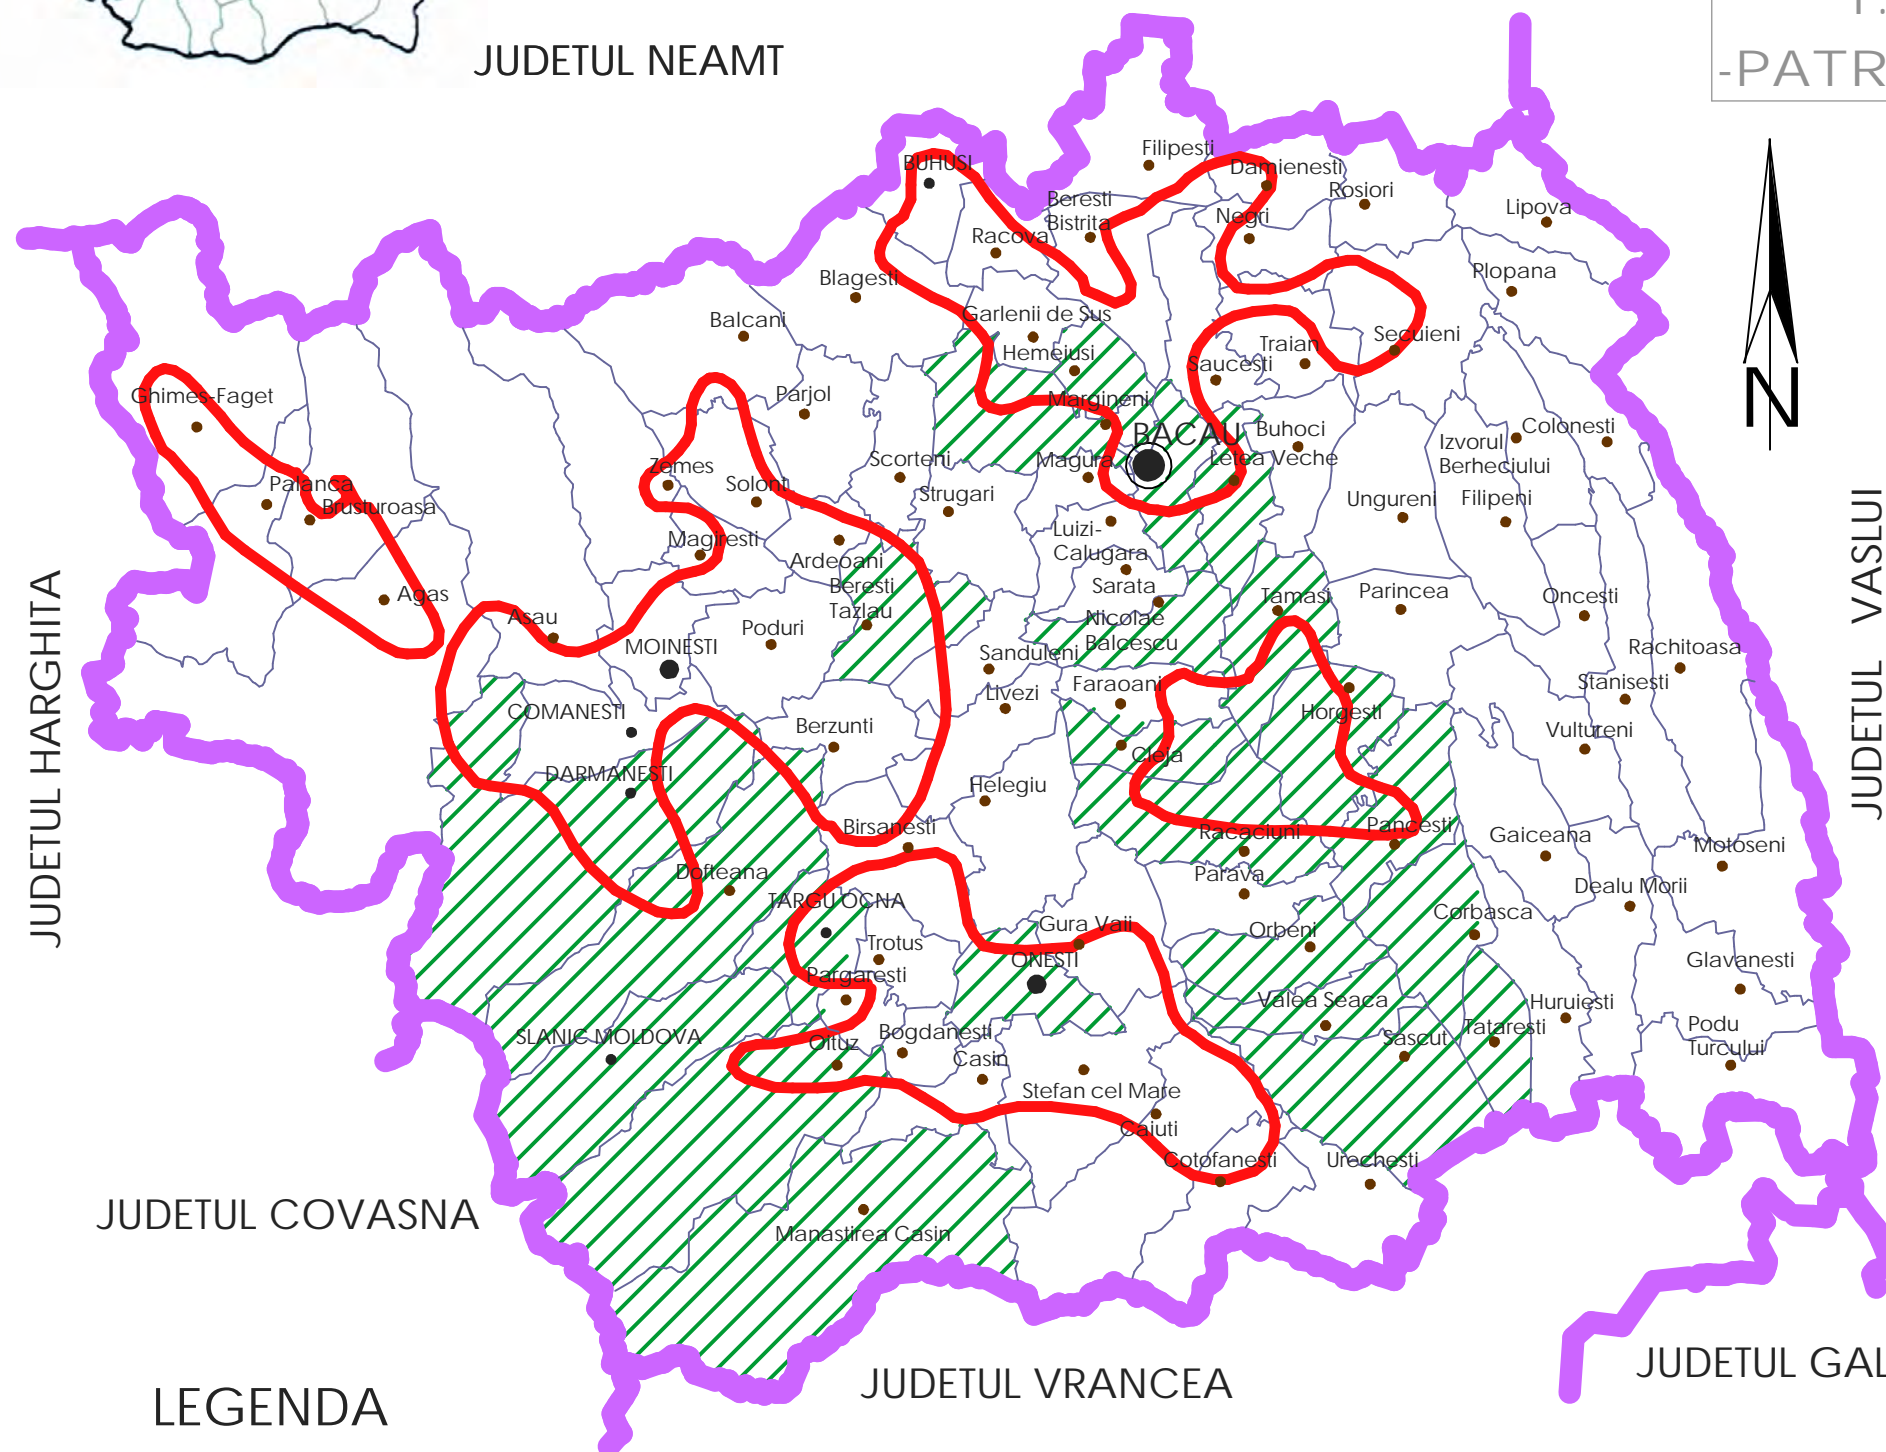 JUDETUL NEAMT
-PATR
Filipesti
BUHUSI
Damienesti
Rosiori
Beresti
Bistrita
Negri
Lipova
Racova
Plopana
Blagesti
Garlenii de Sus
Balcani
Secuieni
Traian
Hemeiusi
Saucesti
Ghimes-Faget
Parjol
Margineni
N
BACAU
Buhoci
Colonesti
Izvorul
Berheciului
Scorteni
Magura
Letea Veche
Zemes
Palanca
Solont
Strugari
Ungureni
Filipeni
Brusturoasa
Luizi-
Calugara
Magiresti
Ardeoani
Beresti
Tazlau
Sarata
Agas
Tamasi
Parincea
Oncesti
Asau
Nicolae
Balcescu
Poduri
MOINESTI
Sanduleni
Rachitoasa
JUDETUL HARGHITA
JUDETUL VASLUI
Faraoani
Livezi
Stanisesti
COMANESTI
Horgesti
Berzunti
Vultureni
Cleja
DARMANESTI
Helegiu
Birsanesti
Racaciuni
Pancesti
Gaiceana
Motoseni
Dofteana
Parava
Dealu Morii
TARGU OCNA
Corbasca
Gura Vaii
Orbeni
Trotus
ONESTI
Glavanesti
Pargaresti
Valea Seaca
Huruiesti
SLANIC MOLDOVA
Bogdanesti
Tataresti
Podu
Turcului
Oituz
Sascut
Casin
Stefan cel Mare
Caiuti
Cotofanesti
Urechesti
JUDETUL COVASNA
Manastirea Casin
JUDETUL GAL
JUDETUL VRANCEA
LEGENDA